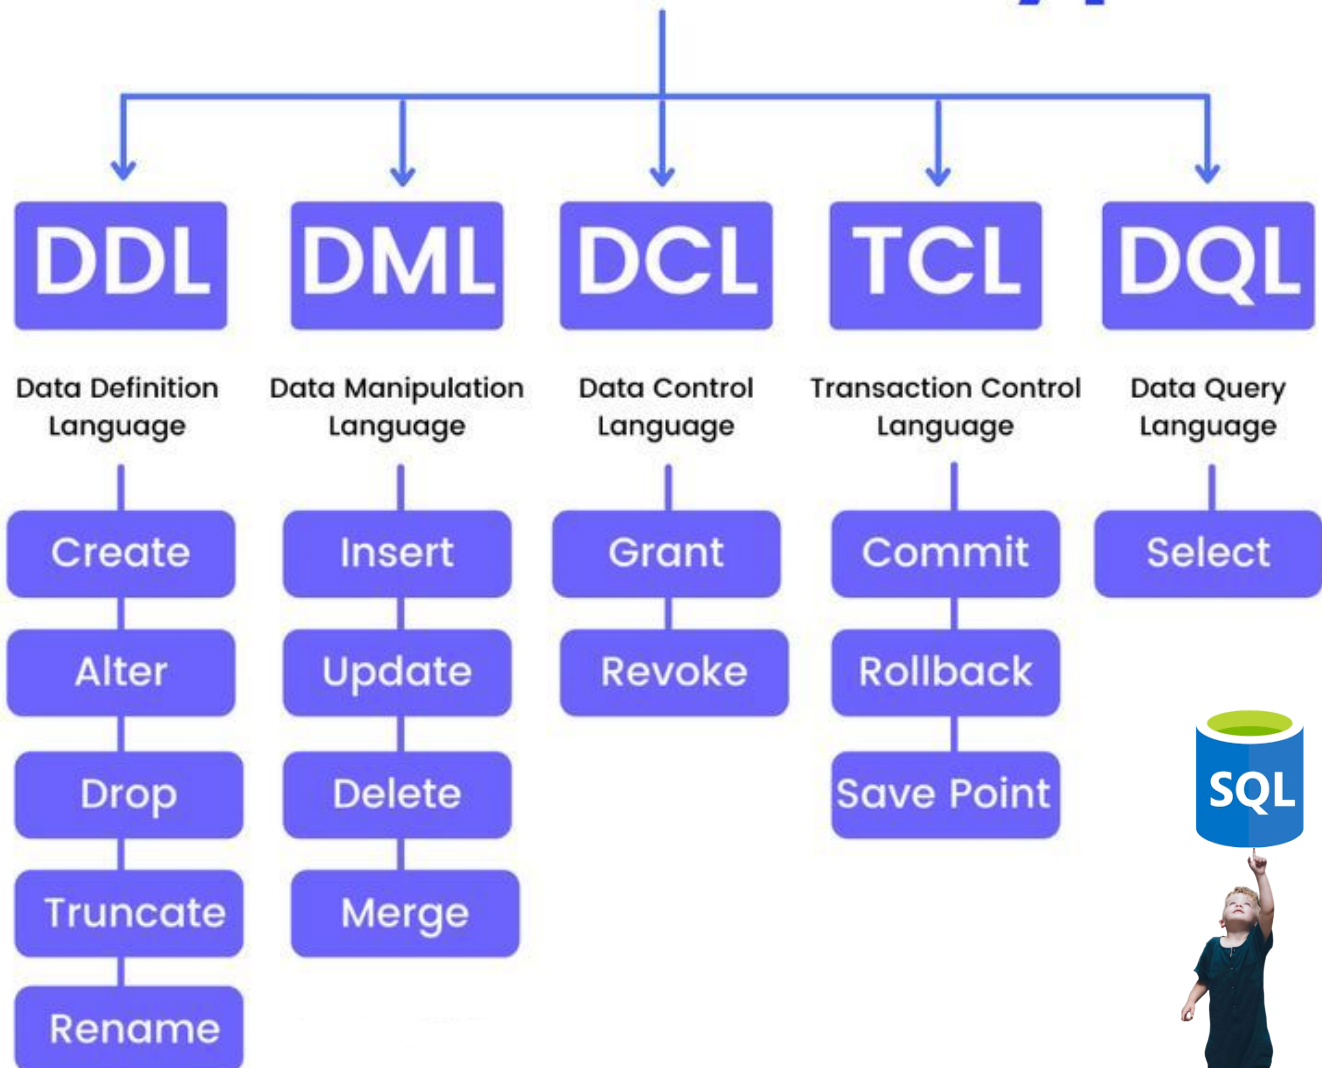 DDL
DML
DCL
TCL
DQL
Data Definition
Language
Data Manipulation
Language
Data Control
Language
Transaction Control
Language
Data Query
Language
Create
Insert
Grant
Commit
Select
Alter
Update
Revoke
Rollback
Drop
Delete
Save Point
SQL
Truncate
Merge
Rename